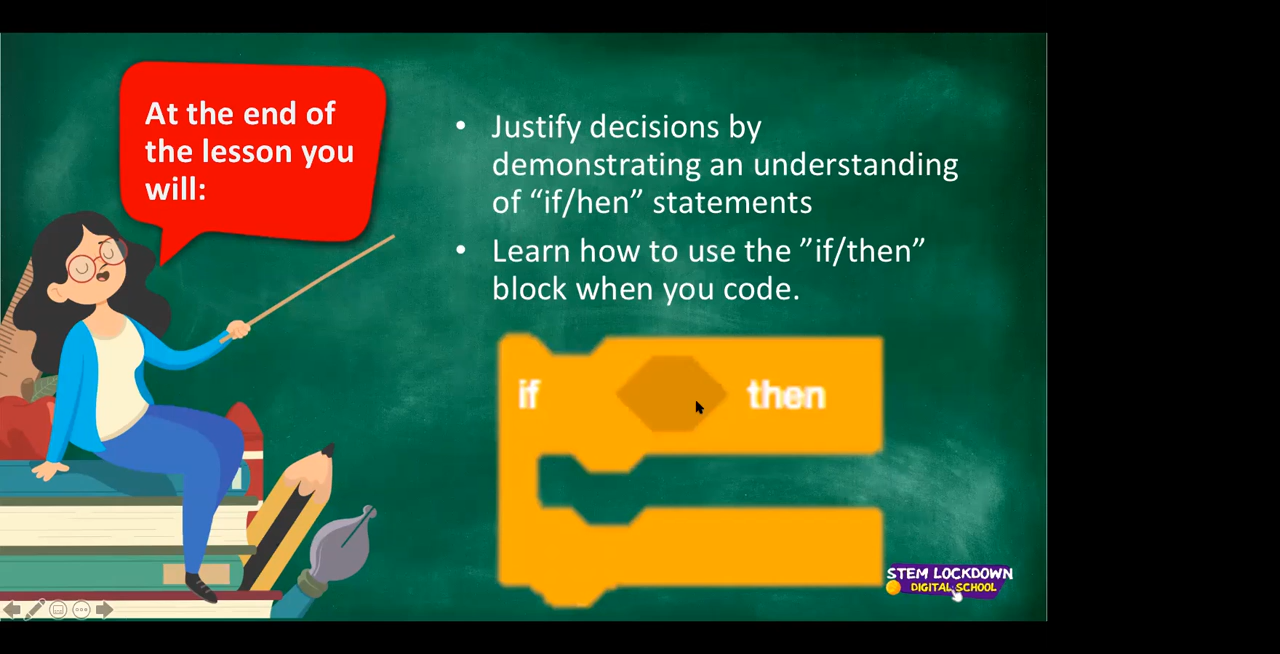 At the end of
the lesson you
will:
• Justify decisions by
demonstrating an understanding
of “if/hen” statements
• Learn how to use the ”if/then”
block when you code.
if then
STEM LOCKDOWN
DIGITAL SCHOOL